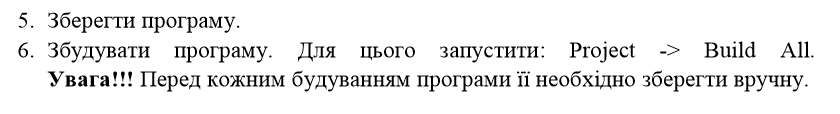 5. Зберегти програму.
6. Збудувати програму. Для цього запустити: Project -> Build All.
Увага!!! Перед кожним будуванням програми її необхідно зберегти вручну.